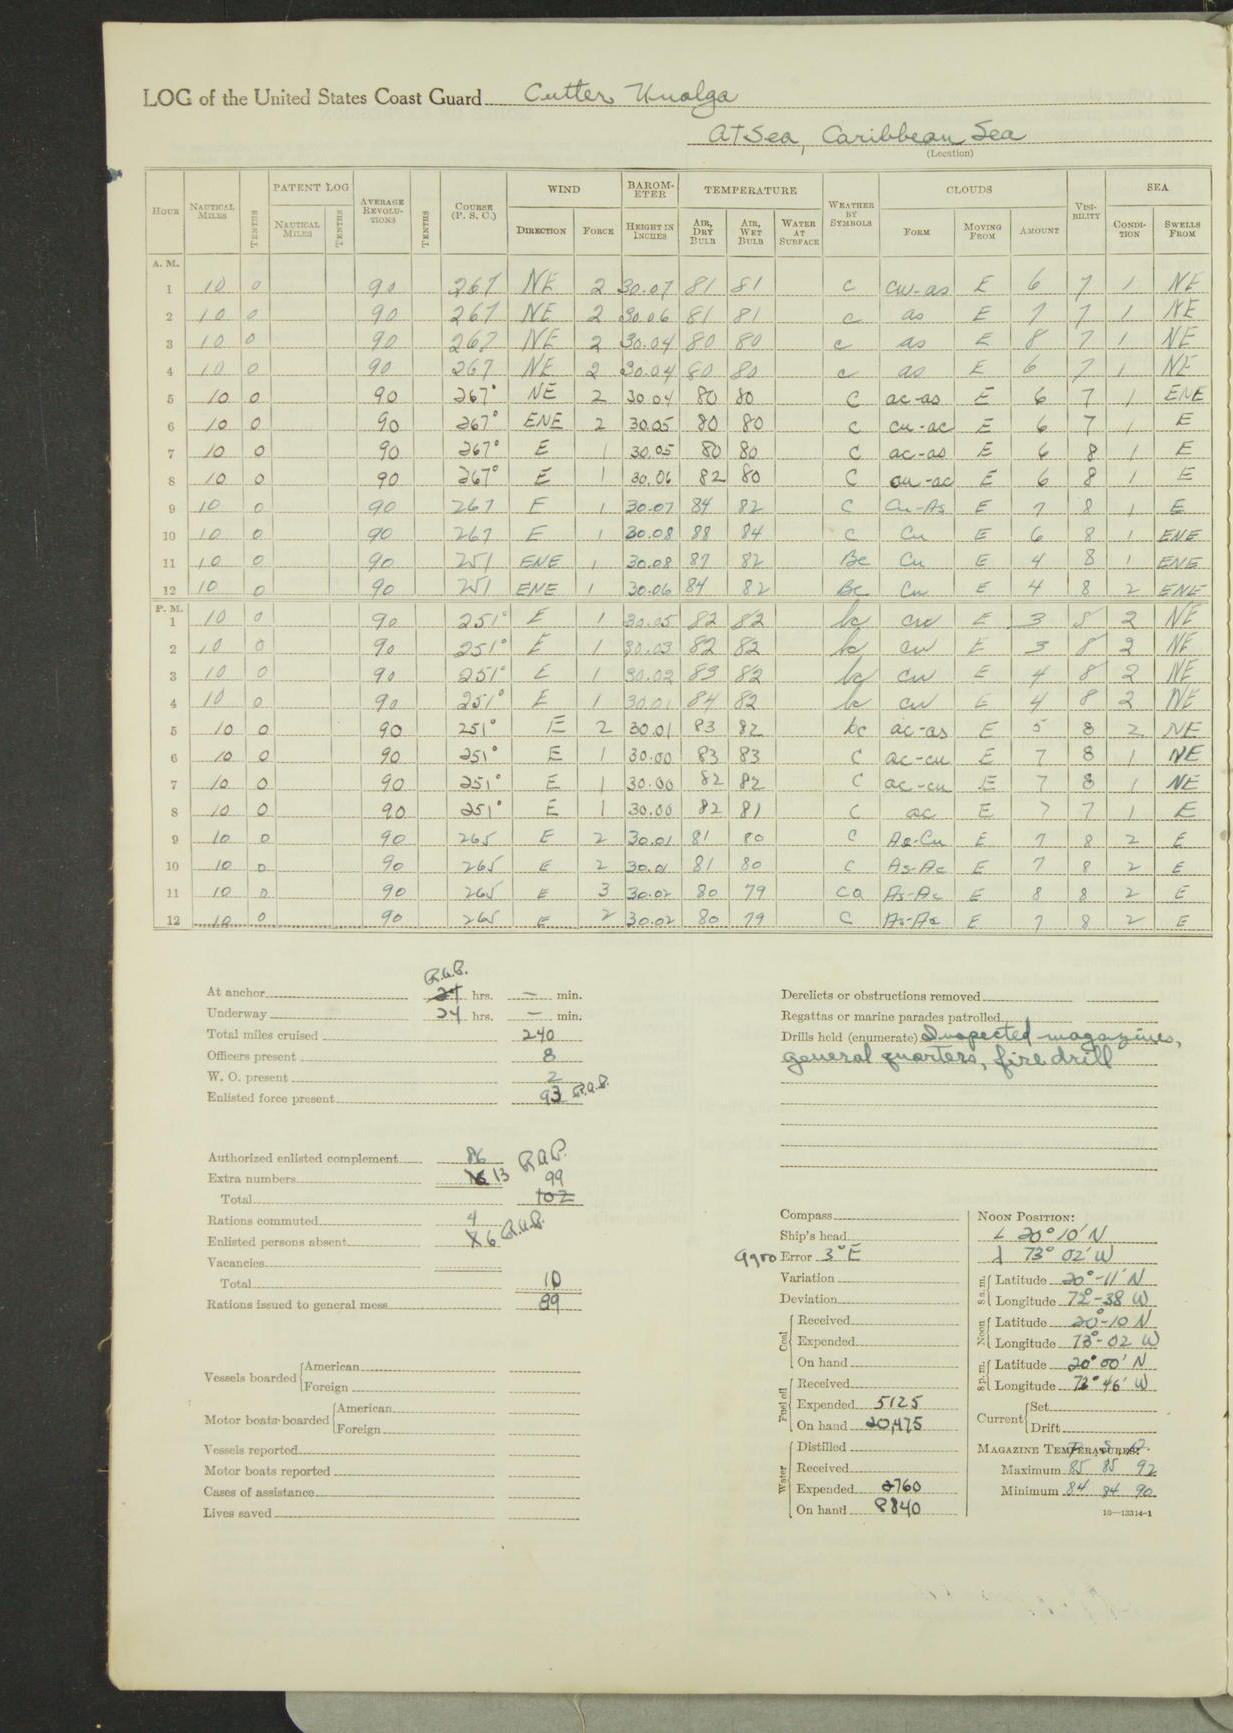 LOG of the United States Coast Guard Cutter Unalga
At Sea, Caribbean Sea
(Location)
HOUR NAUTICAL MILES TENTHS PATENT LOG NAUTICAL MILES TENTHS AVERAGE REVOLUTIONS TENTHS COURSE (P. S. C.) WIND DIRECTION FORCE BAROMETER HEIGHT IN INCHES TEMPERATURE AIR, DRY BULB AIR, WET BULB WATER AT SURFACE WEATHER BY SYMBOLS CLOUDS FORM MOVING FROM AMOUNT VISIBILITY SEA CONDITION SWELLS FROM
A. M.
1 10 0 90 267 NE 2 30.07 81 81 c cu-as E 6 7 1 NE
2 10 0 90 267 NE 2 30.06 81 81 c as E 7 7 1 NE
3 10 0 90 267 NE 2 30.04 80 80 c as E 8 7 1 NE
4 10 0 90 267 NE 2 30.04 80 80 c as E 6 7 1 NE
5 10 0 90 267° NE 2 30.04 80 80 C ac-as E 6 7 1 ENE
6 10 0 90 267° ENE 2 30.05 80 80 c cu-ac E 6 7 1 E
7 10 0 90 267° E 1 30.05 80 80 C ac-as E 6 8 1 E
8 10 0 90 267° E 1 30.06 82 80 C cu-ac E 6 8 1 E
9 10 0 90 267 E 1 30.07 84 82 C Cu-As E 7 8 1 E
10 10 0 90 267 E 1 30.08 88 84 C Cu E 6 8 1 ENE
11 10 0 90 251 ENE 1 30.08 87 82 Bc Cu E 4 8 1 ENE
12 10 0 90 251 ENE 1 30.06 84 82 Bc Cu E 4 8 2 ENE
P. M.
1 10 0 90 251° E 1 30.05 82 82 bc cu E 3 8 2 NE
2 10 0 90 251° E 1 30.03 82 82 bc cu E 3 8 2 NE
3 10 0 90 251° E 1 30.02 83 82 bc cu E 4 8 2 NE
4 10 0 90 251° E 1 30.01 84 82 bc cu E 4 8 2 NE
5 10 0 90 251° E 2 30.01 83 82 bc ac-as E 5 8 2 NE
6 10 0 90 251° E 1 30.00 83 83 C ac-cu E 7 8 1 NE
7 10 0 90 251° E 1 30.00 82 82 C ac-cu E 7 8 1 NE
8 10 0 90 251° E 1 30.00 82 81 C ac E 7 7 1 E
9 10 0 90 265 E 2 30.01 81 80 C As-Cu E 7 8 2 E
10 10 0 90 265 E 2 30.01 81 80 C As-Ac E 7 8 2 E
11 10 0 90 265 E 3 30.02 80 79 Cq As-Ac E 8 8 2 E
12 10 0 90 265 E 2 30.02 80 79 C As-Ac E 7 8 2 E
R.A.P.
At anchor 24 hrs. — min.
Underway 24 hrs. — min.
Total miles cruised 240
Officers present 8
W. O. present 2
Enlisted force present 93 R.A.P.
Authorized enlisted complement 86 R.A.P.
Extra numbers 16 13 99
Total 102
Rations commuted 4
Enlisted persons absent 6 R.A.P.
Vacancies
Total 10
Rations issued to general mess 89
Vessels boarded American
Foreign
Motor boats boarded American
Foreign
Vessels reported
Motor boats reported
Cases of assistance
Lives saved
Derelicts or obstructions removed
Regattas or marine parades patrolled
Drills held (enumerate) Inspected magazines,
general quarters, fire drill
Compass
Ship's head
Gyro Error 3°E
Variation
Deviation
Coal Received
Expended
On hand
Fuel oil Received
Expended 5125
On hand 20,475
Water Distilled
Received
Expended 2760
On hand 8840
NOON POSITION:
L 20° 10' N
λ 73° 02' W
8 a.m. Latitude 20°-11' N
Longitude 72°-38 W
Noon Latitude 20°-10 N
Longitude 73°-02 W
8 p.m. Latitude 20° 00' N
Longitude 73° 46' W
Current Set
Drift
MAGAZINE TEMPERATURES:
Maximum 85 85 92
Minimum 84 84 90
16—13314-1